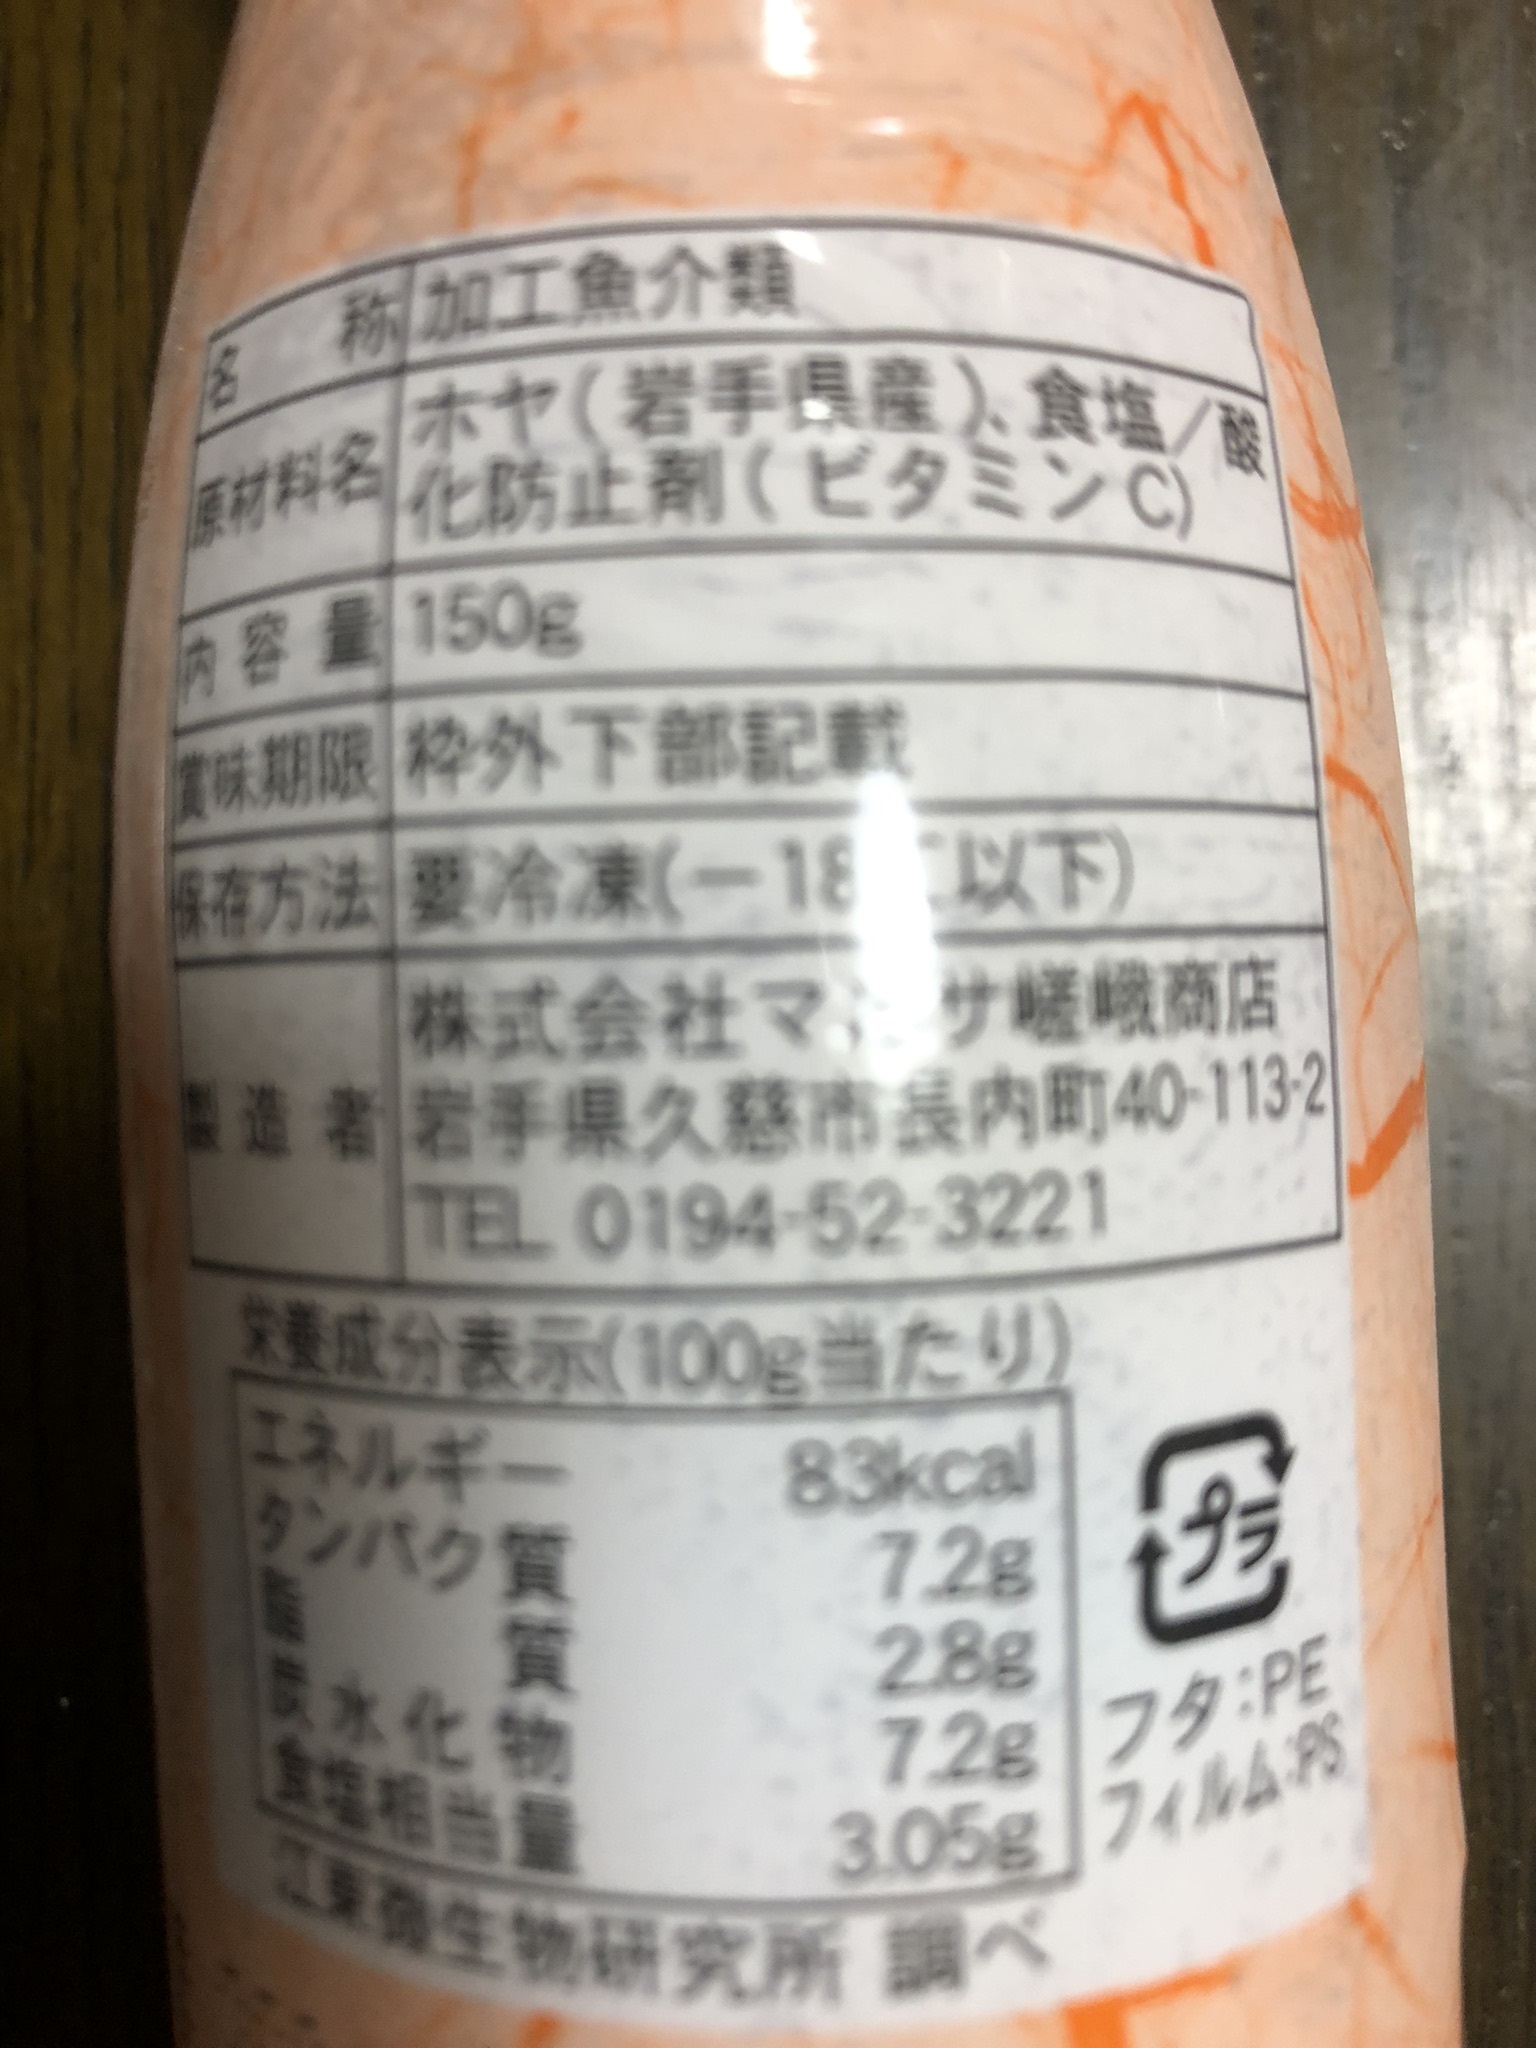 名称 加工魚介類
原材料名 ホヤ(岩手県産)、食塩/酸
化防止剤(ビタミンC)
内容量 150g
賞味期限 枠外下部記載
保存方法 要冷凍(－18℃以下)
製造者 株式会社マ サ嵯峨商店
岩手県久慈市長内町40-113-2
TEL 0194-52-3221
栄養成分表示(100g当たり)
エネルギー 83kcal
タンパク質 7.2g
脂質 2.8g
炭水化物 7.2g
食塩相当量 3.05g
江東微生物研究所 調べ
プラ
フタ:PE
フィルム:PS